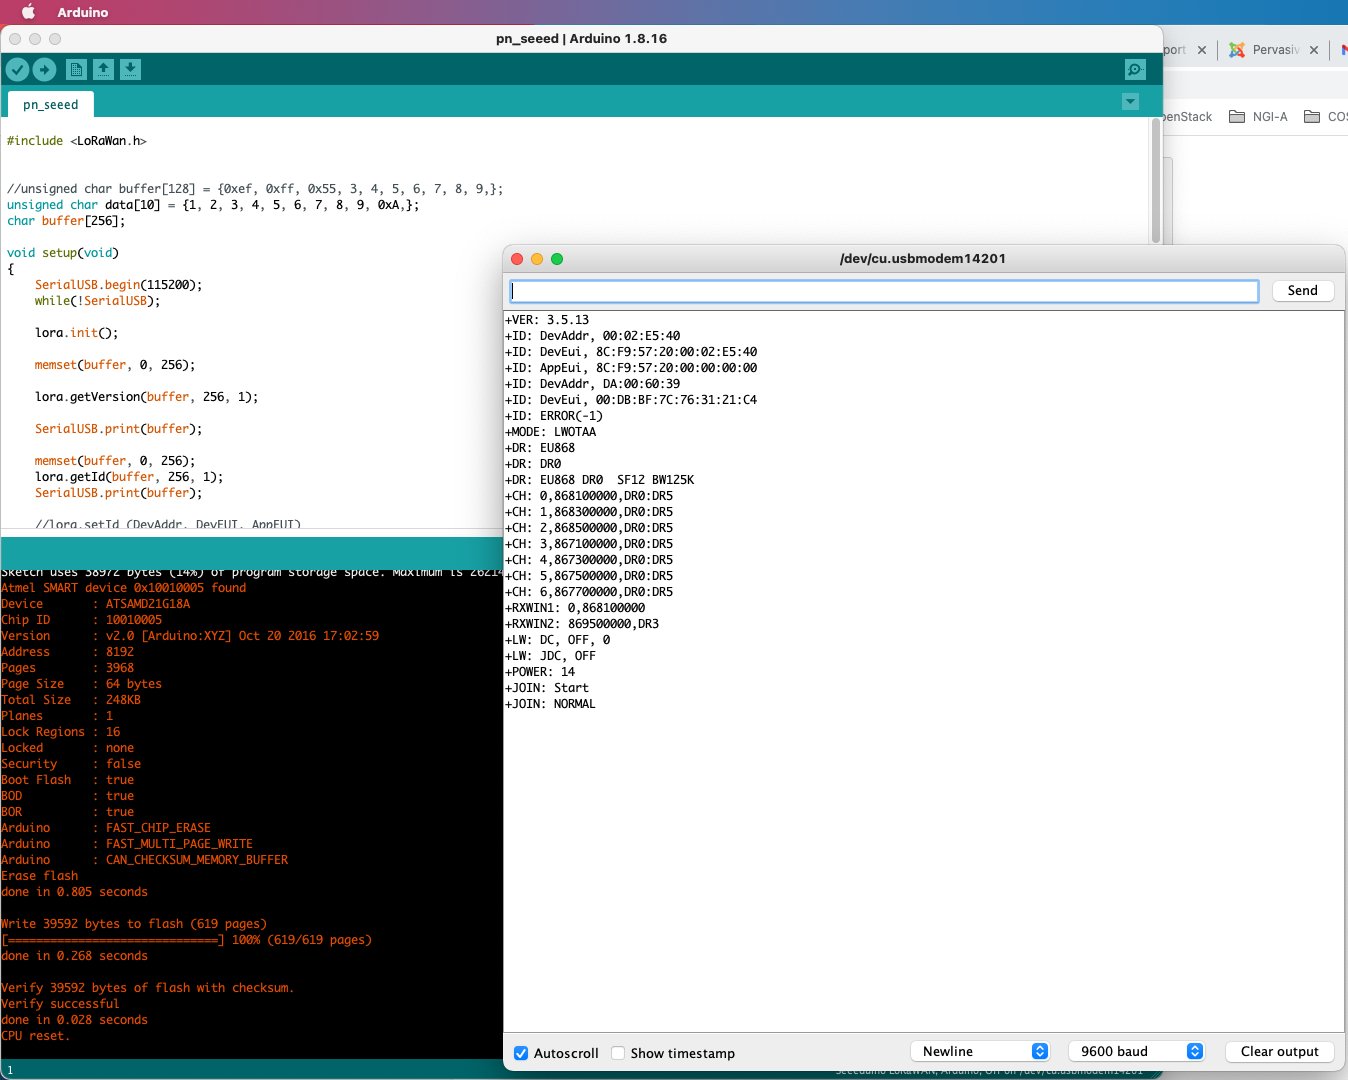 Arduino
pn_seeed | Arduino 1.8.16
port
Pervasiv
penStack
NGI-A
COS
pn_seeed
#include <LoRaWan.h>
//unsigned char buffer[128] = {0xef, 0xff, 0x55, 3, 4, 5, 6, 7, 8, 9,};
unsigned char data[10] = {1, 2, 3, 4, 5, 6, 7, 8, 9, 0xA,};
char buffer[256];
void setup(void)
{
SerialUSB.begin(115200);
while(!SerialUSB);
lora.init();
memset(buffer, 0, 256);
lora.getVersion(buffer, 256, 1);
SerialUSB.print(buffer);
memset(buffer, 0, 256);
lora.getId(buffer, 256, 1);
SerialUSB.print(buffer);
//lora.setId (DevAddr, DevEUI, AppEUI)
Sketch uses 38972 bytes (14%) of program storage space. Maximum is 26214
Atmel SMART device 0x10010005 found
Device : ATSAMD21G18A
Chip ID : 10010005
Version : v2.0 [Arduino:XYZ] Oct 20 2016 17:02:59
Address : 8192
Pages : 3968
Page Size : 64 bytes
Total Size : 248KB
Planes : 1
Lock Regions : 16
Locked : none
Security : false
Boot Flash : true
BOD : true
BOR : true
Arduino : FAST_CHIP_ERASE
Arduino : FAST_MULTI_PAGE_WRITE
Arduino : CAN_CHECKSUM_MEMORY_BUFFER
Erase flash
done in 0.805 seconds
Write 39592 bytes to flash (619 pages)
[==============================] 100% (619/619 pages)
done in 0.268 seconds
Verify 39592 bytes of flash with checksum.
Verify successful
done in 0.028 seconds
CPU reset.
1
Seeeduino LoRaWAN, Arduino, Off on /dev/cu.usbmodem14201
/dev/cu.usbmodem14201
Send
+VER: 3.5.13
+ID: DevAddr, 00:02:E5:40
+ID: DevEui, 8C:F9:57:20:00:02:E5:40
+ID: AppEui, 8C:F9:57:20:00:00:00:00
+ID: DevAddr, DA:00:60:39
+ID: DevEui, 00:DB:BF:7C:76:31:21:C4
+ID: ERROR(-1)
+MODE: LWOTAA
+DR: EU868
+DR: DR0
+DR: EU868 DR0  SF12 BW125K
+CH: 0,868100000,DR0:DR5
+CH: 1,868300000,DR0:DR5
+CH: 2,868500000,DR0:DR5
+CH: 3,867100000,DR0:DR5
+CH: 4,867300000,DR0:DR5
+CH: 5,867500000,DR0:DR5
+CH: 6,867700000,DR0:DR5
+RXWIN1: 0,868100000
+RXWIN2: 869500000,DR3
+LW: DC, OFF, 0
+LW: JDC, OFF
+POWER: 14
+JOIN: Start
+JOIN: NORMAL
Autoscroll
Show timestamp
Newline
9600 baud
Clear output